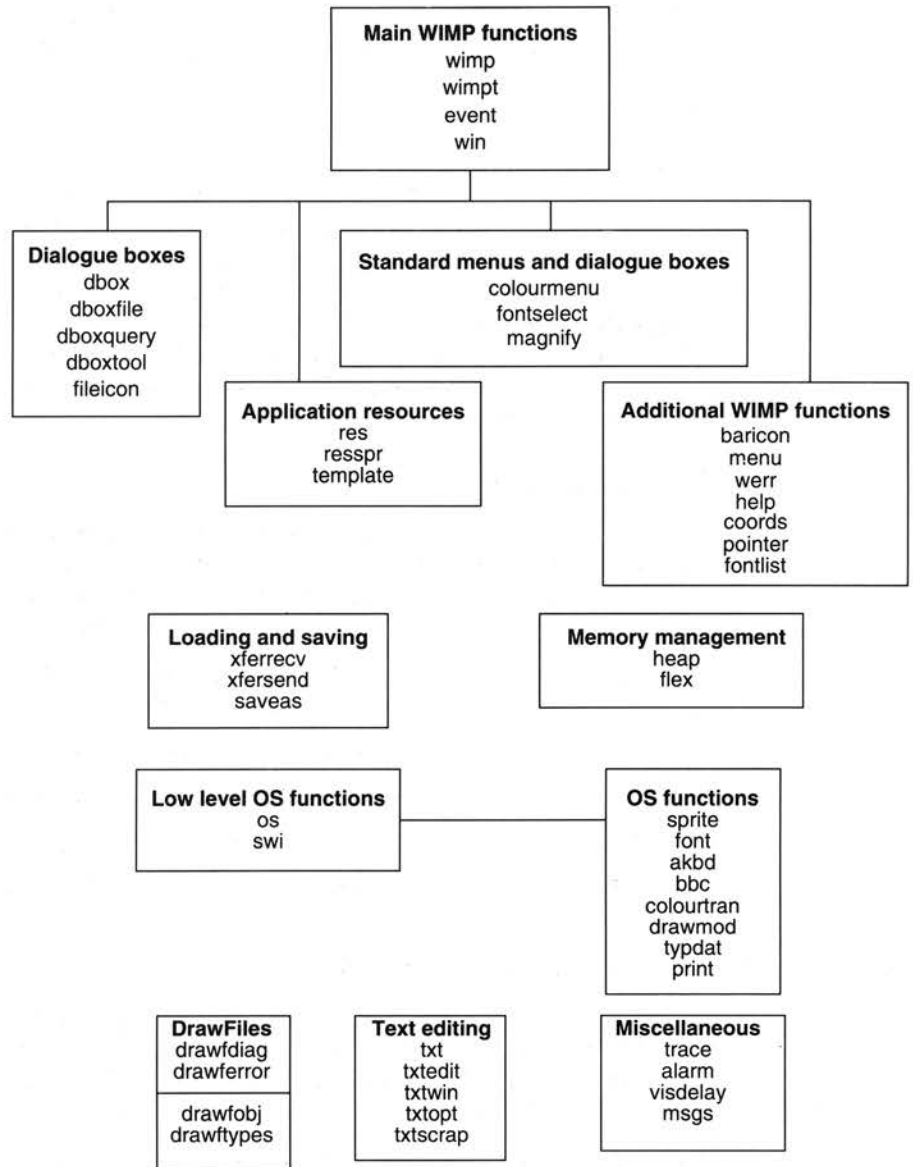 Main WIMP functions
wimp
wimpt
event
win
Dialogue boxes
dbox
dboxfile
dboxquery
dboxtool
fileicon
Standard menus and dialogue boxes
colourmenu
fontselect
magnify
Application resources
res
resspr
template
Additional WIMP functions
baricon
menu
werr
help
coords
pointer
fontlist
Loading and saving
xferrecv
xfersend
saveas
Memory management
heap
flex
Low level OS functions
os
swi
OS functions
sprite
font
akbd
bbc
colourtran
drawmod
typdat
print
DrawFiles
drawfdiag
drawferror
drawfobj
drawftypes
Text editing
txt
txtedit
txtwin
txtopt
txtscrap
Miscellaneous
trace
alarm
visdelay
msgs